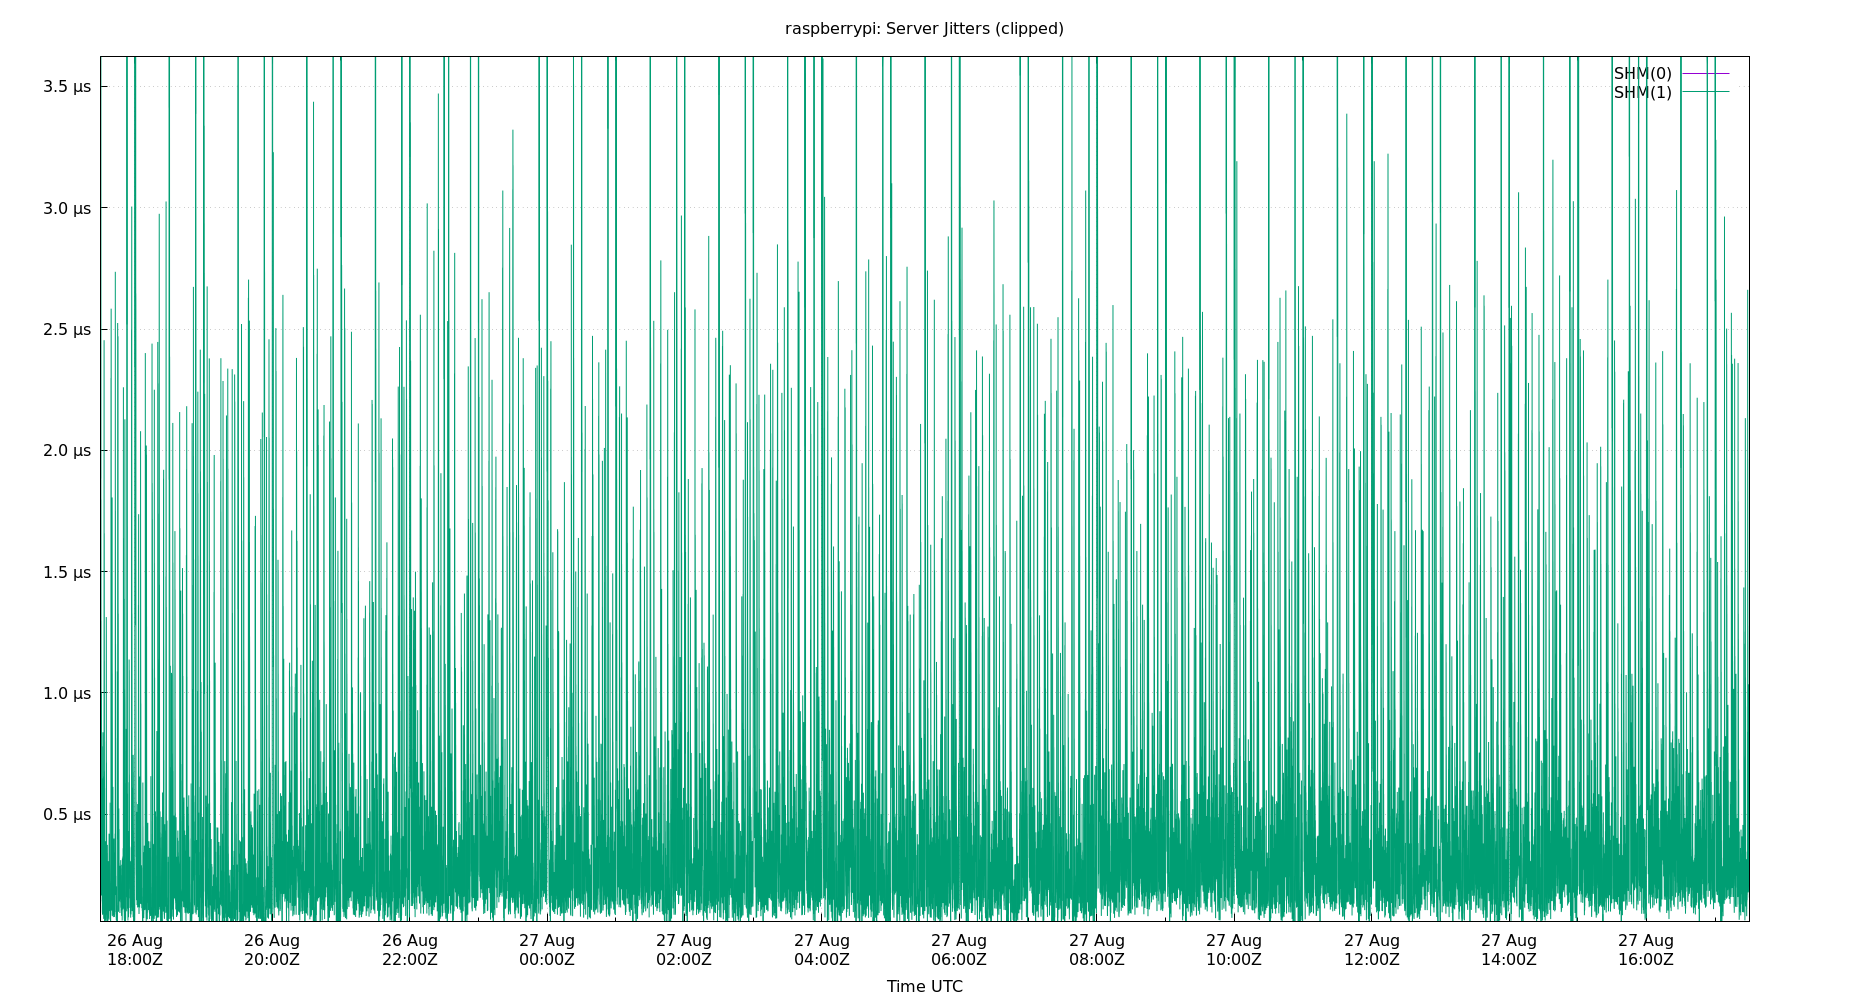 raspberrypi: Server Jitters (clipped)
SHM(0)
SHM(1)
3.5 µs
3.0 µs
2.5 µs
2.0 µs
1.5 µs
1.0 µs
0.5 µs
26 Aug 26 Aug 26 Aug 27 Aug 27 Aug 27 Aug 27 Aug 27 Aug 27 Aug 27 Aug 27 Aug 27 Aug
18:00Z 20:00Z 22:00Z 00:00Z 02:00Z 04:00Z 06:00Z 08:00Z 10:00Z 12:00Z 14:00Z 16:00Z
Time UTC